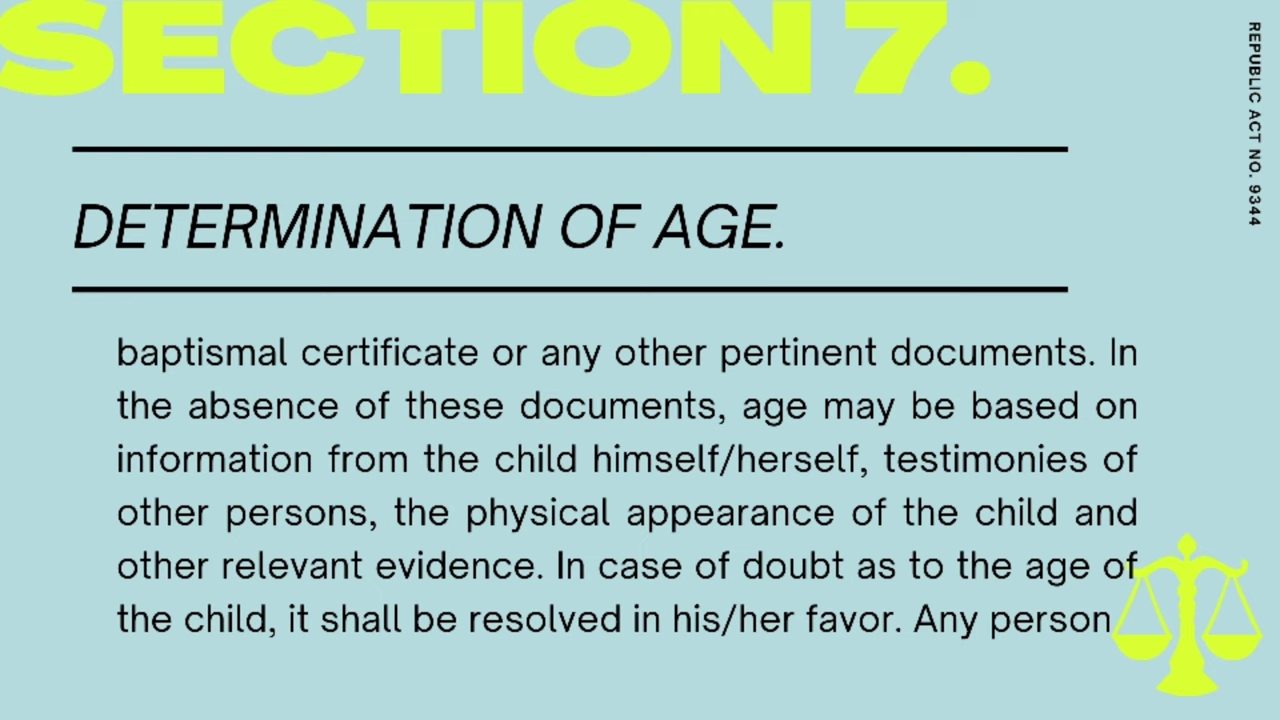 SECTION 7.
REPUBLIC ACT NO. 9344
DETERMINATION OF AGE.
baptismal certificate or any other pertinent documents. In
the absence of these documents, age may be based on
information from the child himself/herself, testimonies of
other persons, the physical appearance of the child and
other relevant evidence. In case of doubt as to the age of
the child, it shall be resolved in his/her favor. Any person